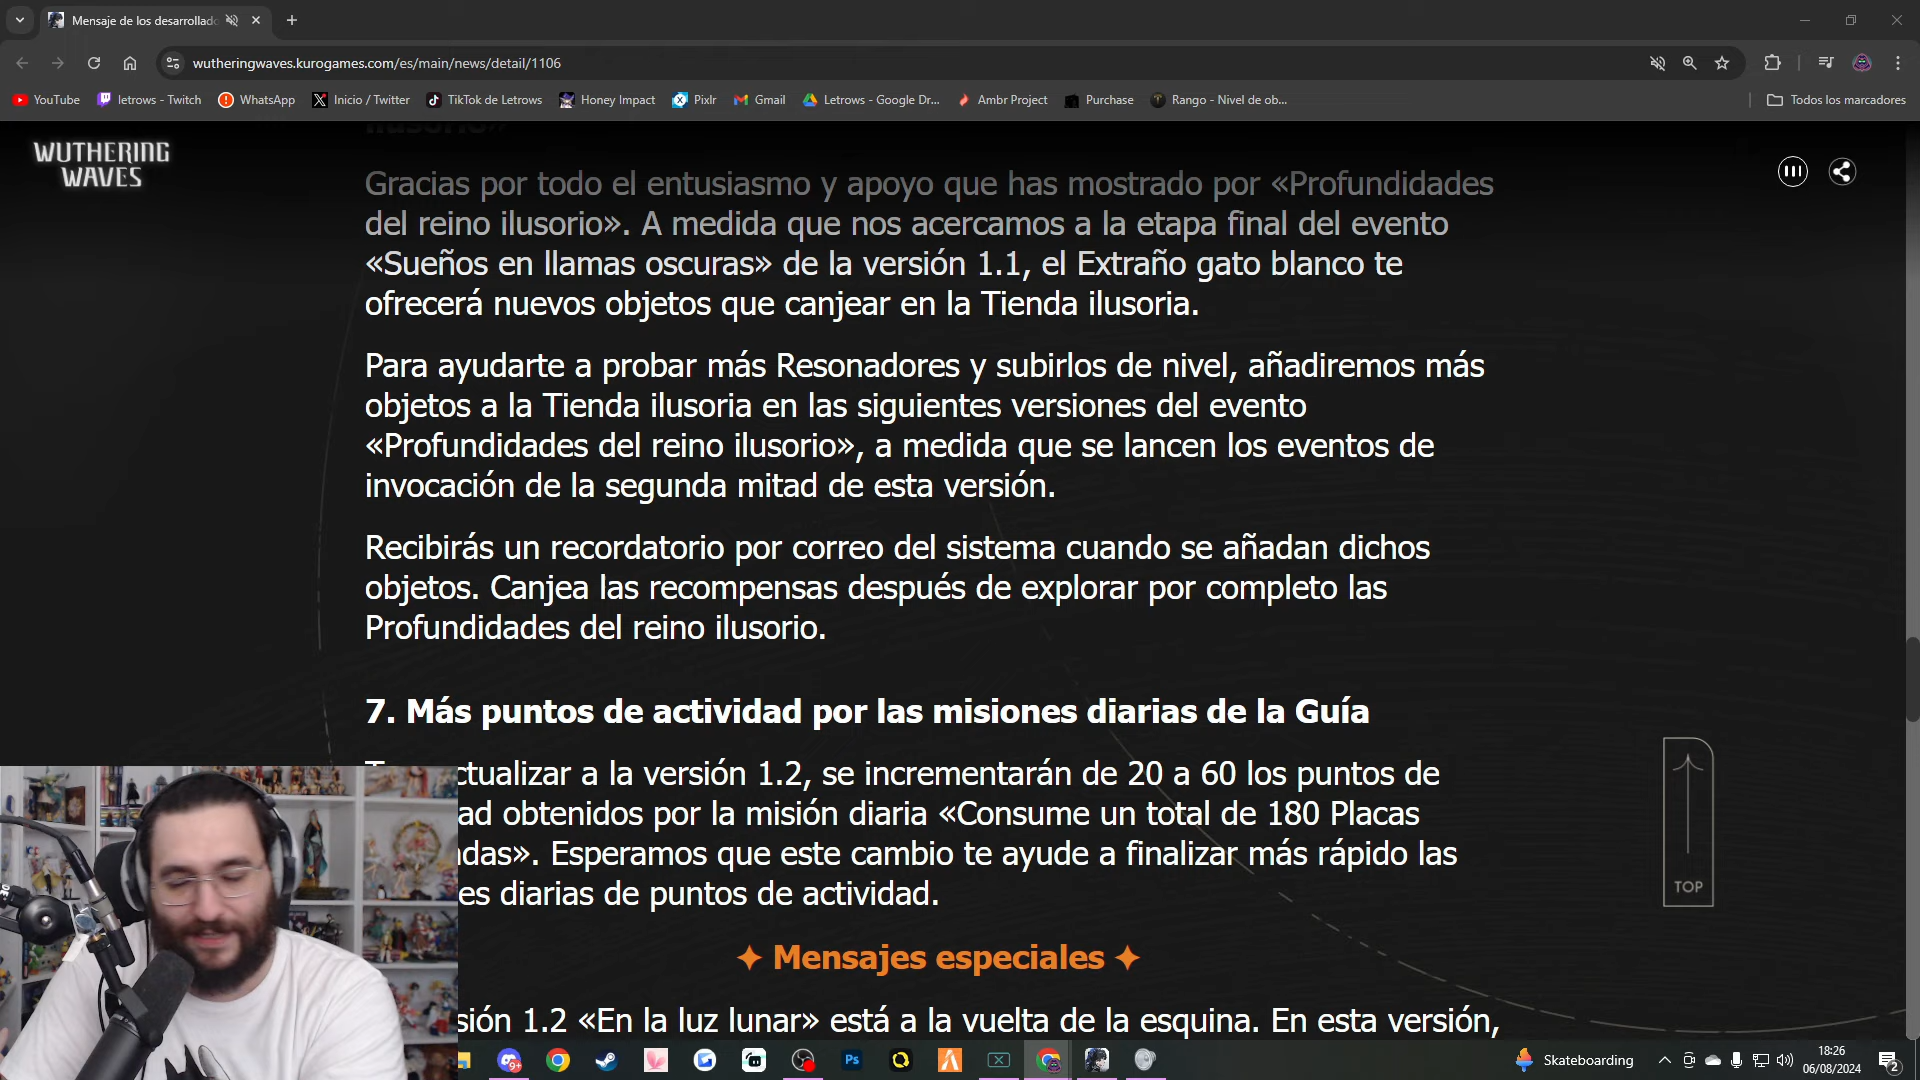 Mensaje de los desarrollado
wutheringwaves.kurogames.com/es/main/news/detail/1106
YouTube
letrows - Twitch
WhatsApp
Inicio / Twitter
TikTok de Letrows
Honey Impact
Pixlr
Gmail
Letrows - Google Dr...
Ambr Project
Purchase
Rango - Nivel de ob...
Todos los marcadores
WUTHERING
WAVES
Gracias por todo el entusiasmo y apoyo que has mostrado por «Profundidades
del reino ilusorio». A medida que nos acercamos a la etapa final del evento
«Sueños en llamas oscuras» de la versión 1.1, el Extraño gato blanco te
ofrecerá nuevos objetos que canjear en la Tienda ilusoria.
Para ayudarte a probar más Resonadores y subirlos de nivel, añadiremos más
objetos a la Tienda ilusoria en las siguientes versiones del evento
«Profundidades del reino ilusorio», a medida que se lancen los eventos de
invocación de la segunda mitad de esta versión.
Recibirás un recordatorio por correo del sistema cuando se añadan dichos
objetos. Canjea las recompensas después de explorar por completo las
Profundidades del reino ilusorio.
7. Más puntos de actividad por las misiones diarias de la Guía
ctualizar a la versión 1.2, se incrementarán de 20 a 60 los puntos de
ad obtenidos por la misión diaria «Consume un total de 180 Placas
das». Esperamos que este cambio te ayude a finalizar más rápido las
es diarias de puntos de actividad.
TOP
✦ Mensajes especiales ✦
sión 1.2 «En la luz lunar» está a la vuelta de la esquina. En esta versión,
9+
Ps
Skateboarding
18:26
06/08/2024
2